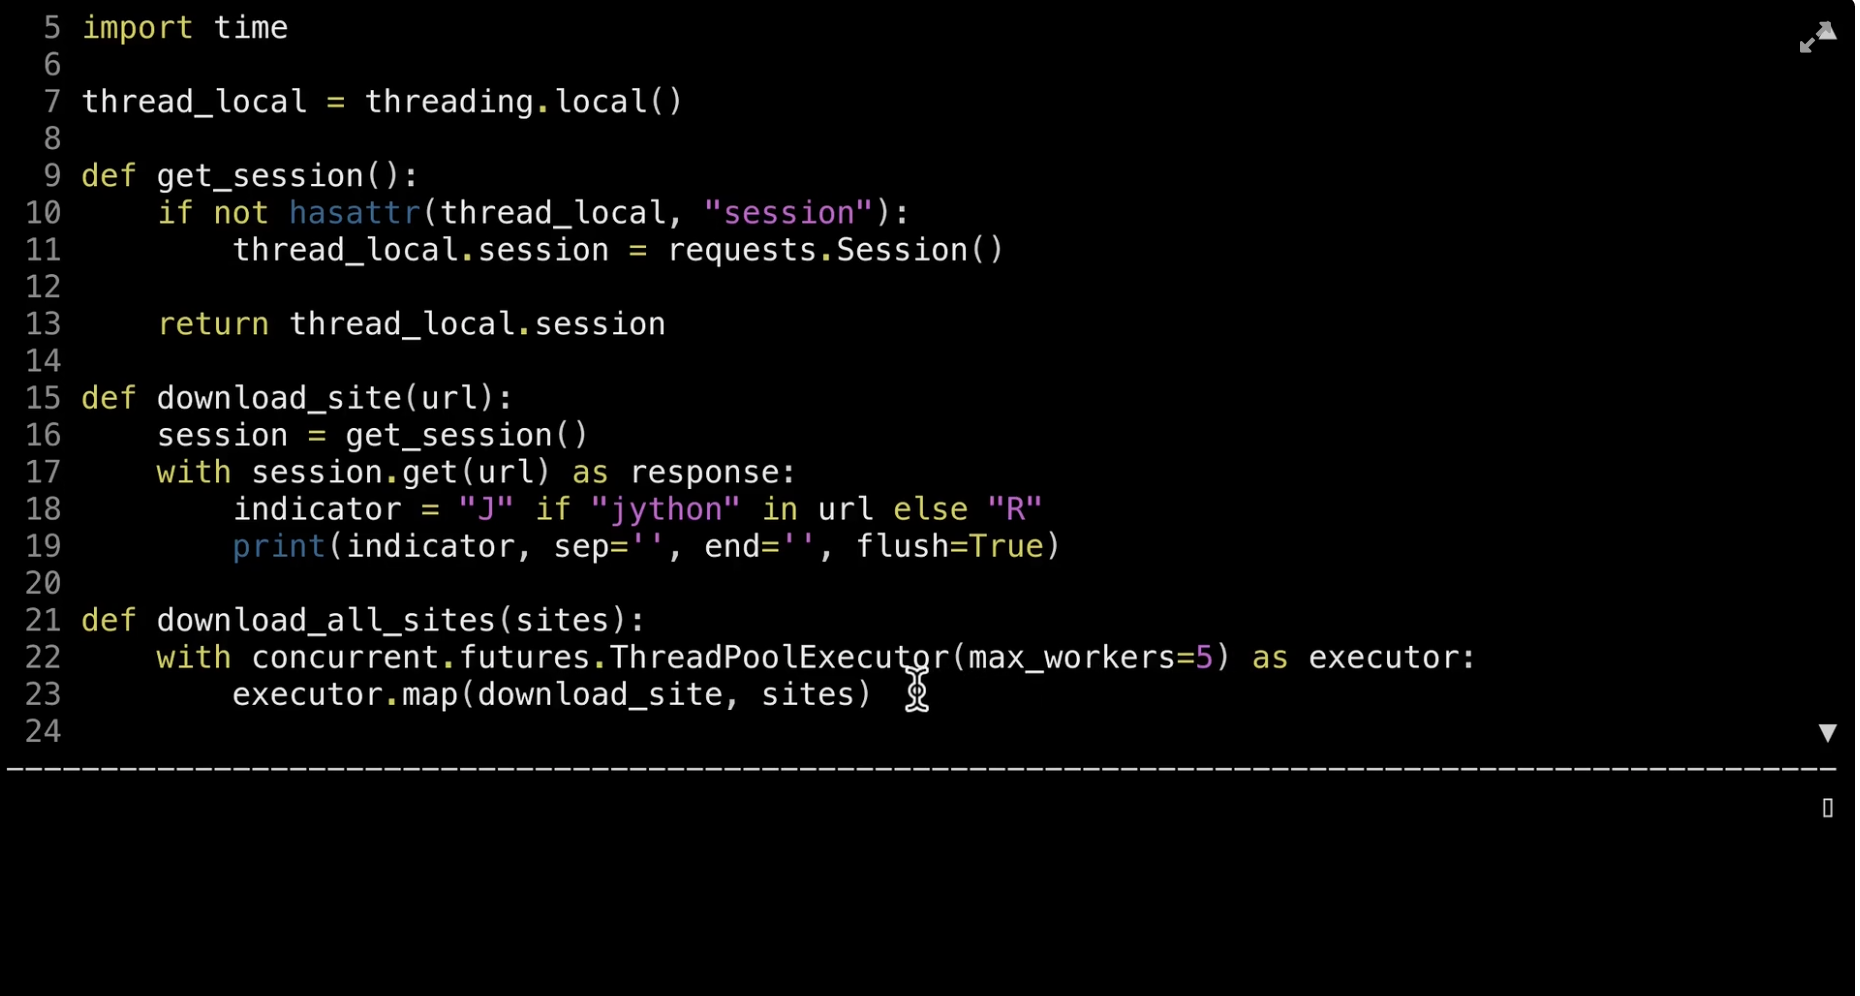 5 import time
6
7 thread_local = threading.local()
8
9 def get_session():
10     if not hasattr(thread_local, "session"):
11         thread_local.session = requests.Session()
12
13     return thread_local.session
14
15 def download_site(url):
16     session = get_session()
17     with session.get(url) as response:
18         indicator = "J" if "jython" in url else "R"
19         print(indicator, sep='', end='', flush=True)
20
21 def download_all_sites(sites):
22     with concurrent.futures.ThreadPoolExecutor(max_workers=5) as executor:
23         executor.map(download_site, sites)
24